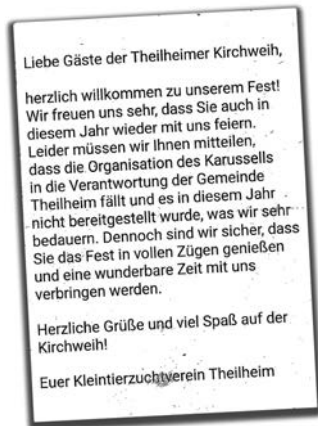 Liebe Gäste der Theilheimer Kirchweih,
herzlich willkommen zu unserem Fest!
Wir freuen uns sehr, dass Sie auch in
diesem Jahr wieder mit uns feiern.
Leider müssen wir Ihnen mitteilen,
dass die Organisation des Karussells
in die Verantwortung der Gemeinde
Theilheim fällt und es in diesem Jahr
nicht bereitgestellt wurde, was wir sehr
bedauern. Dennoch sind wir sicher, dass
Sie das Fest in vollen Zügen genießen
und eine wunderbare Zeit mit uns
verbringen werden.
Herzliche Grüße und viel Spaß auf der
Kirchweih!
Euer Kleintierzuchtverein Theilheim